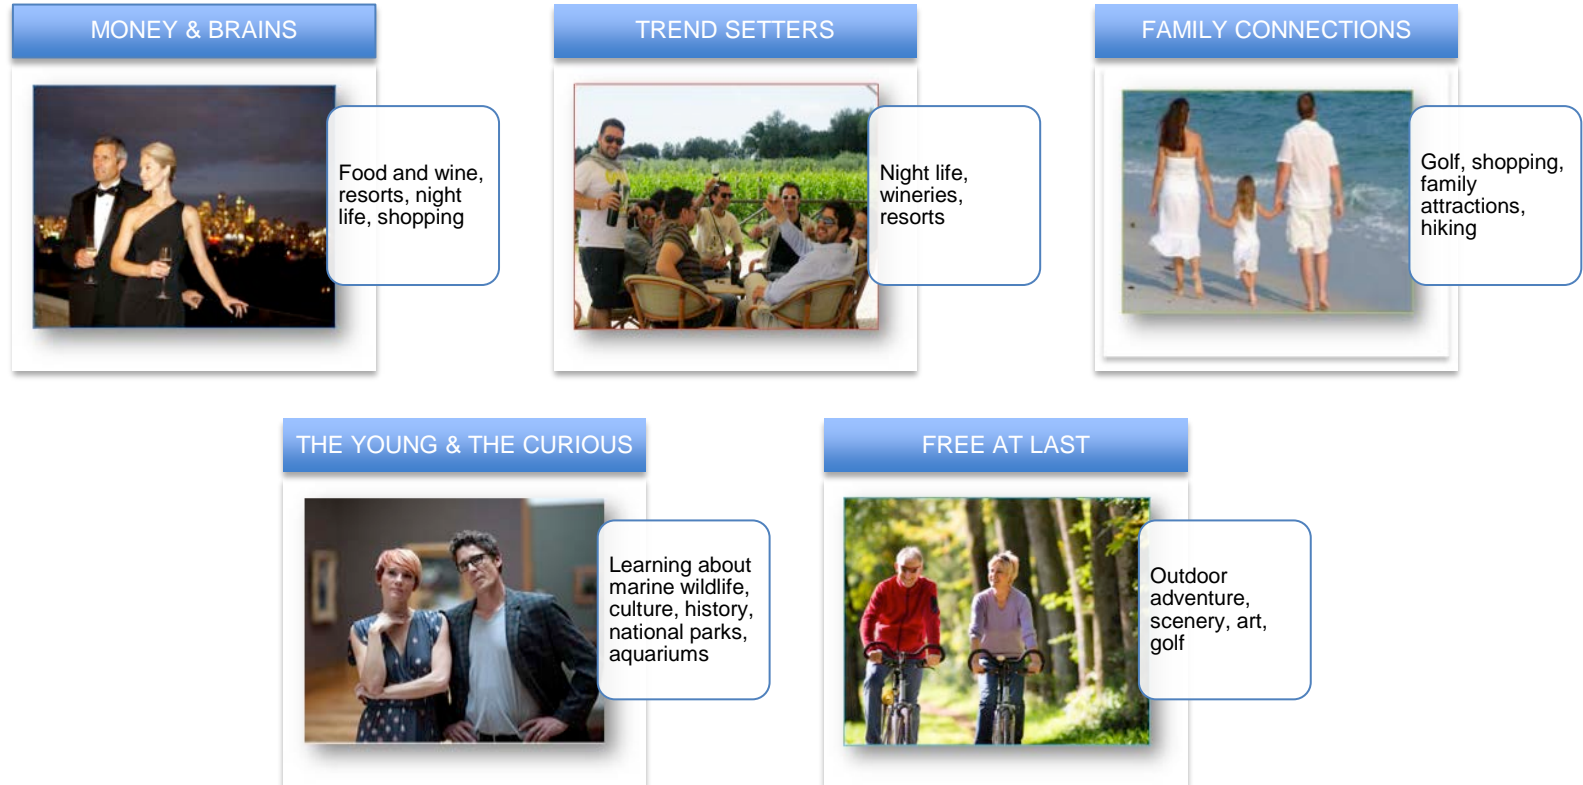 MONEY & BRAINS
Food and wine,
resorts, night
life, shopping
TREND SETTERS
Night life,
wineries,
resorts
FAMILY CONNECTIONS
Golf, shopping,
family
attractions,
hiking
THE YOUNG & THE CURIOUS
Learning about
marine wildlife,
culture, history,
national parks,
aquariums
FREE AT LAST
Outdoor
adventure,
scenery, art,
golf